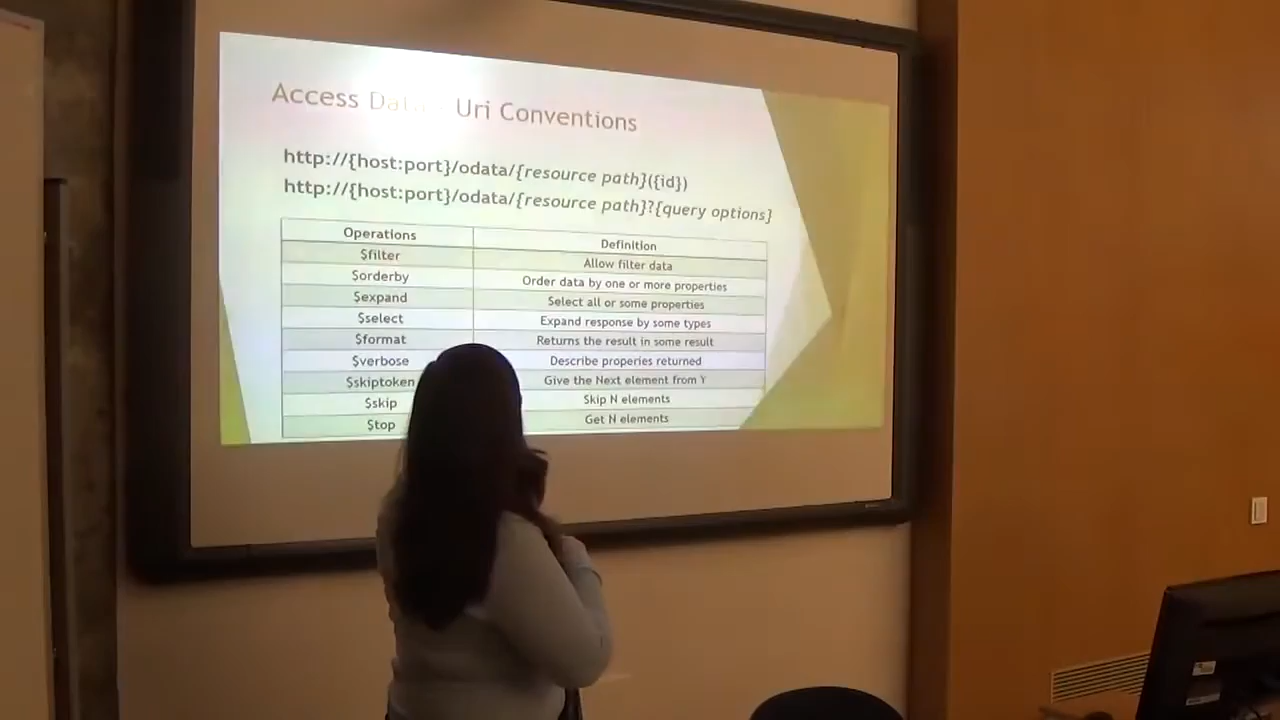 Access Data - Uri Conventions
http://{host:port}/odata/{resource path}({id})
http://{host:port}/odata/{resource path}?{query options}
Operations Definition
$filter Allow filter data
$orderby Order data by one or more properties
$expand Select all or some properties
$select Expand response by some types
$format Returns the result in some result
$verbose Describe properies returned
$skiptoken Give the Next element from Y
$skip Skip N elements
$top Get N elements